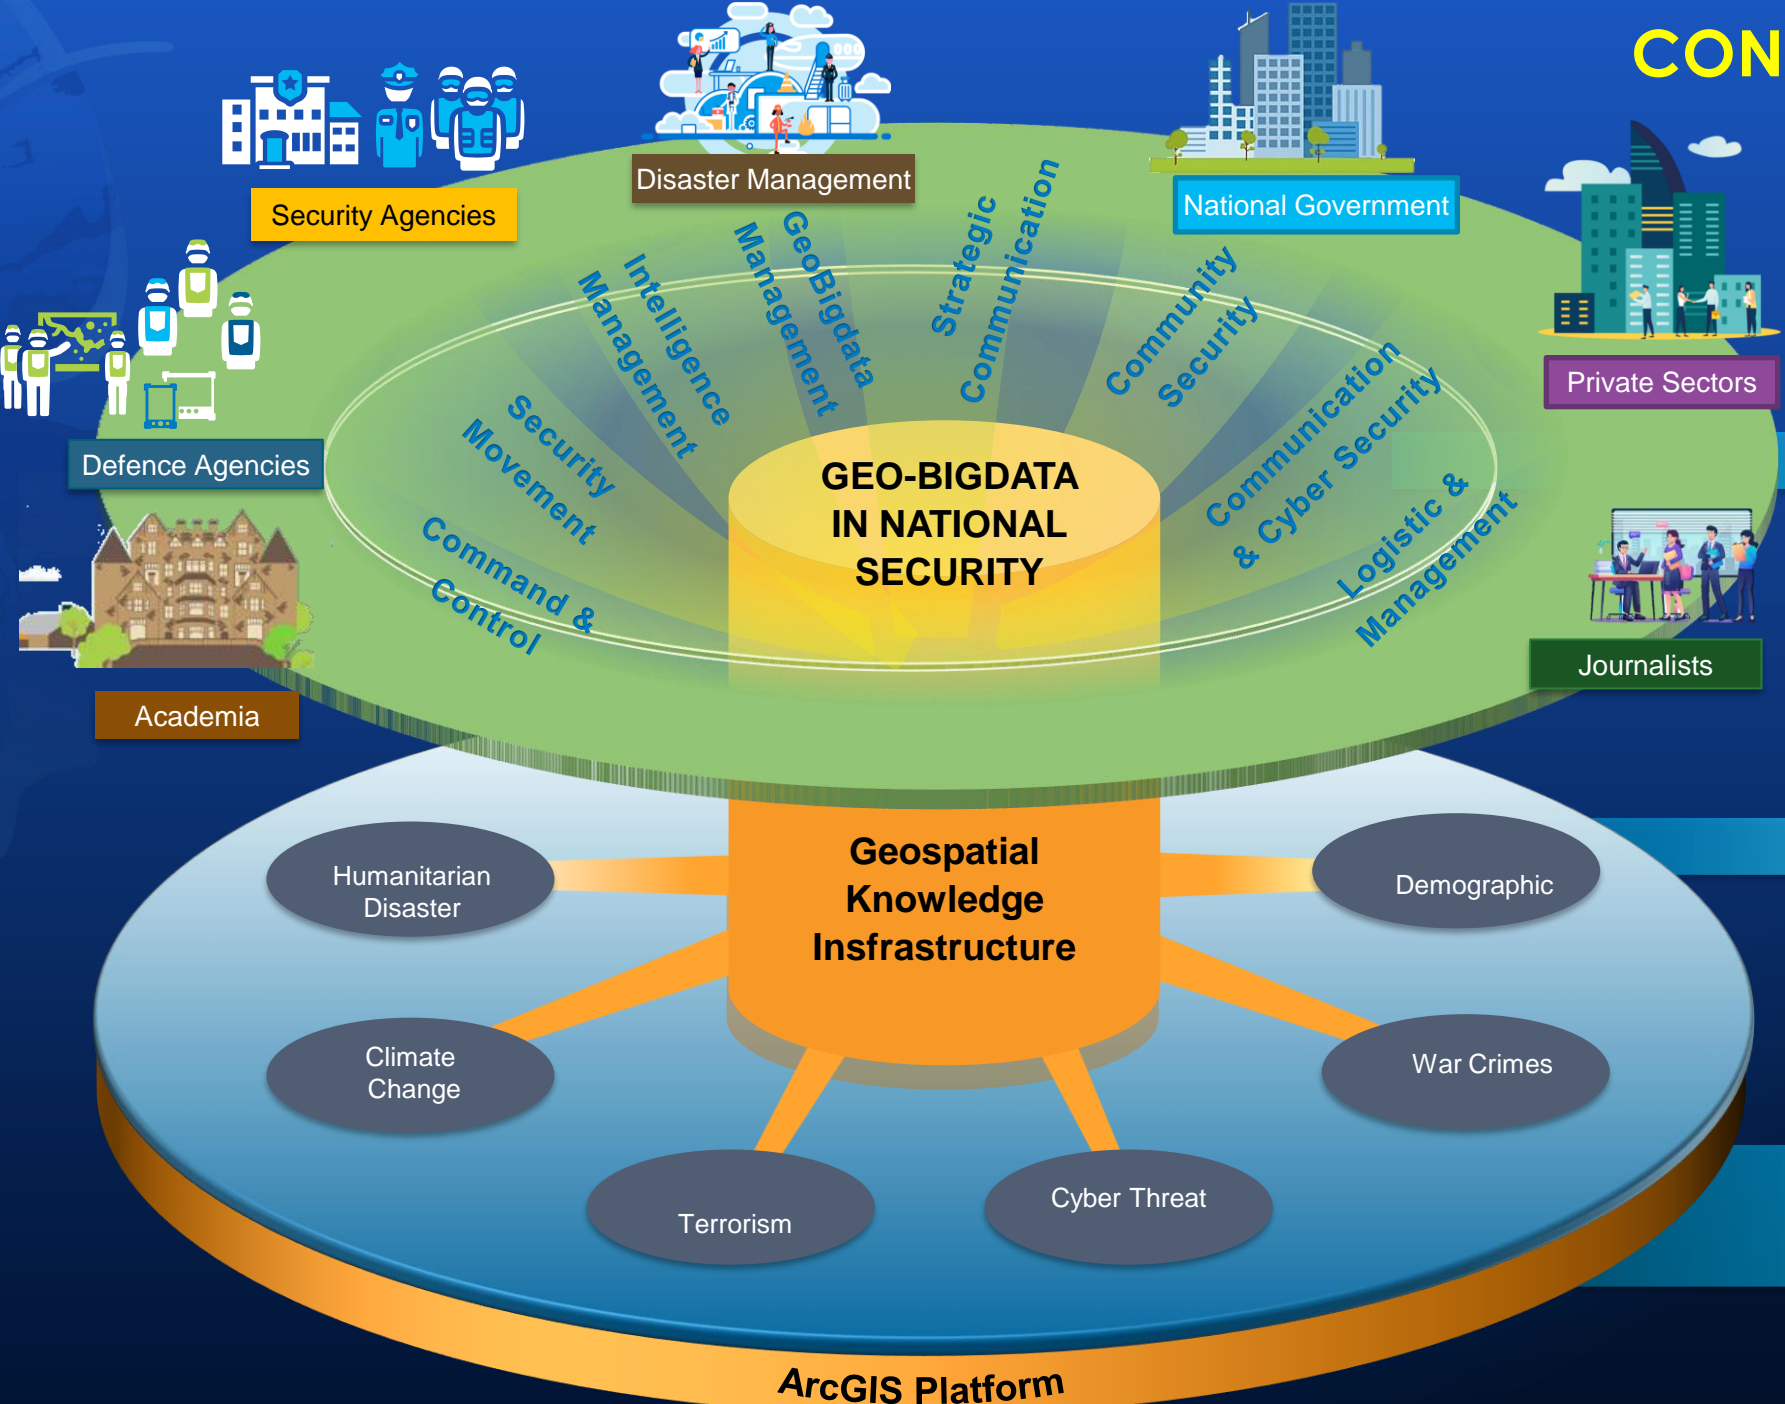 CON
Disaster Management
Security Agencies
National Government
Private Sectors
Defence Agencies
Academia
Journalists
Command &
Control
Security
Movement
Intelligence
Management
GeoBigdata
Management
Strategic
Communication
Community
Security
Communication
& Cyber Security
Logistic &
Management
GEO-BIGDATA
IN NATIONAL
SECURITY
Geospatial
Knowledge
Insfrastructure
Humanitarian
Disaster
Demographic
Climate
Change
War Crimes
Terrorism
Cyber Threat
ArcGIS Platform